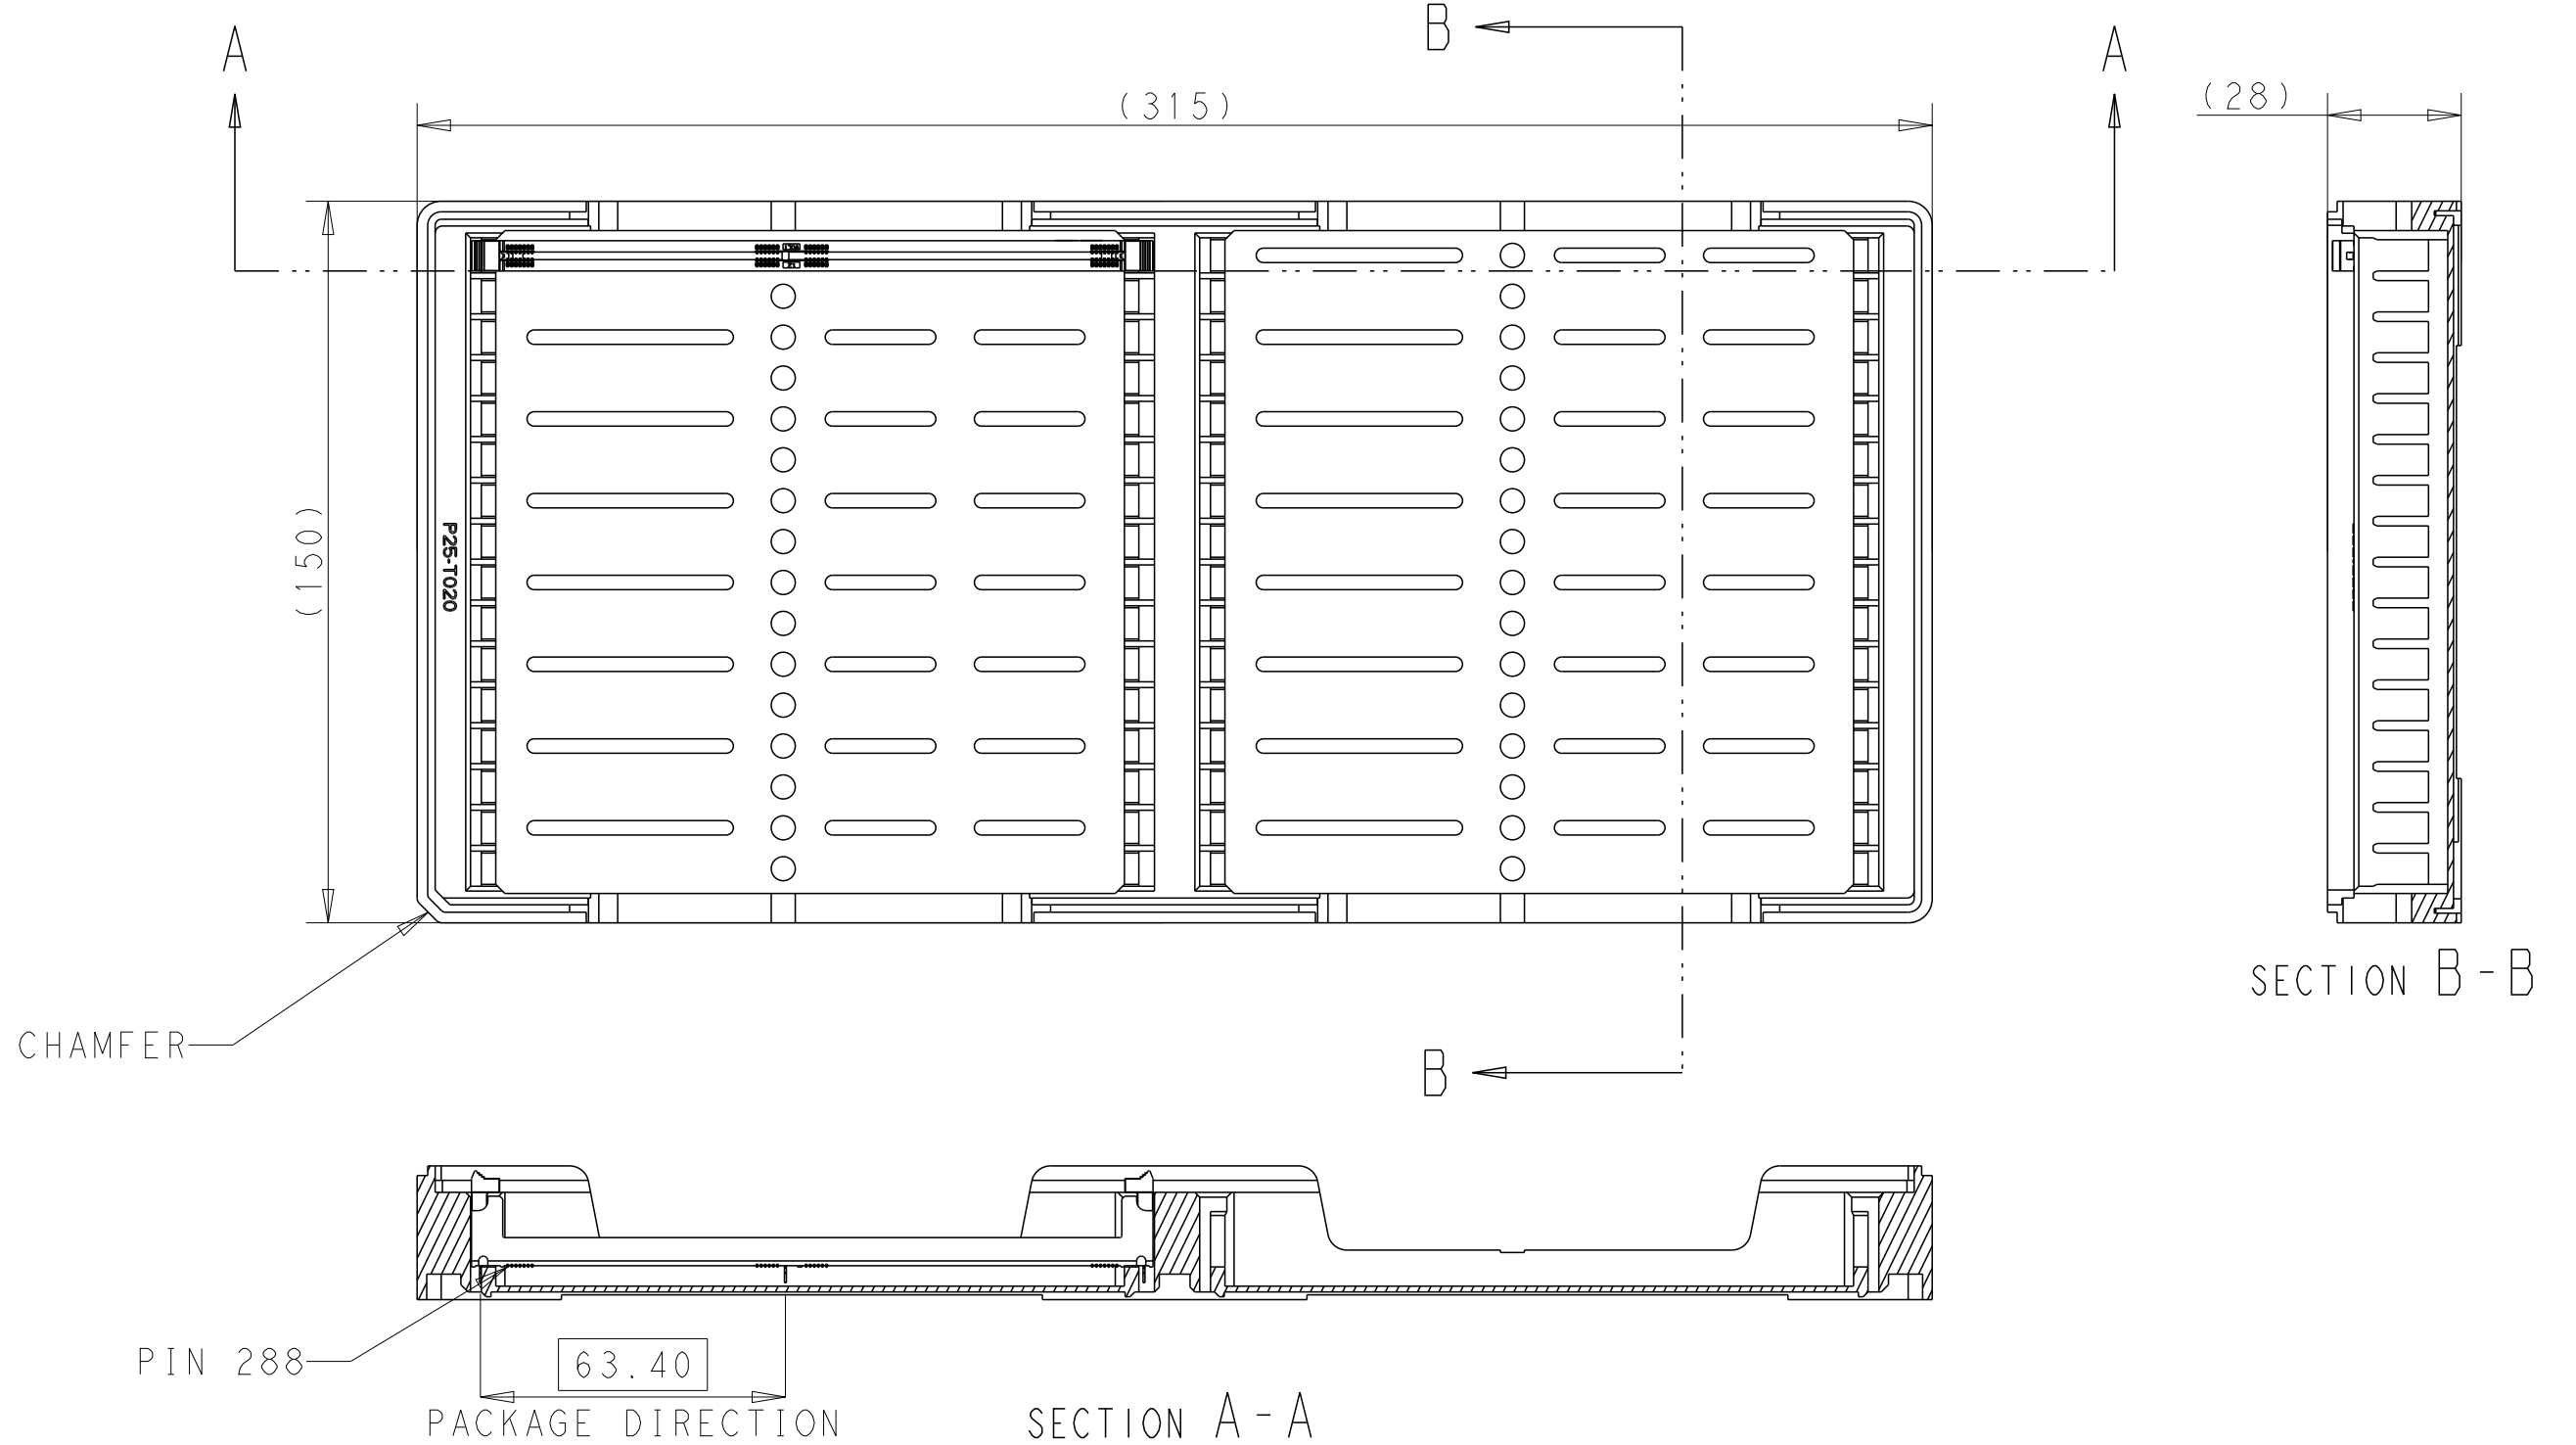 B
A
A
(315)
(28)
(150)
P25-T020
SECTION B-B
CHAMFER
B
PIN 288
63.40
PACKAGE DIRECTION
SECTION A-A